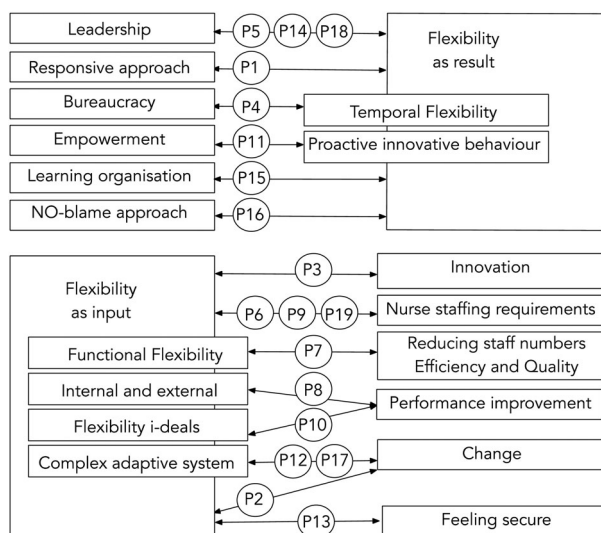 Leadership
P5 P14 P18
Flexibility
as result
Responsive approach
P1
Bureaucracy
P4
Temporal Flexibility
Empowerment
P11
Proactive innovative behaviour
Learning organisation
P15
NO-blame approach
P16
Flexibility
as input
P3
Innovation
P6 P9 P19
Nurse staffing requirements
Functional Flexibility
P7
Reducing staff numbers
Efficiency and Quality
Internal and external
P8
Performance improvement
Flexibility i-deals
P10
Complex adaptive system
P12 P17
Change
P2
P13
Feeling secure